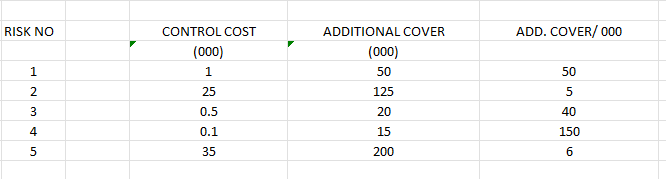 RISK NO CONTROL COST ADDITIONAL COVER ADD. COVER/ 000
(000) (000)
1 1 50 50
2 25 125 5
3 0.5 20 40
4 0.1 15 150
5 35 200 6